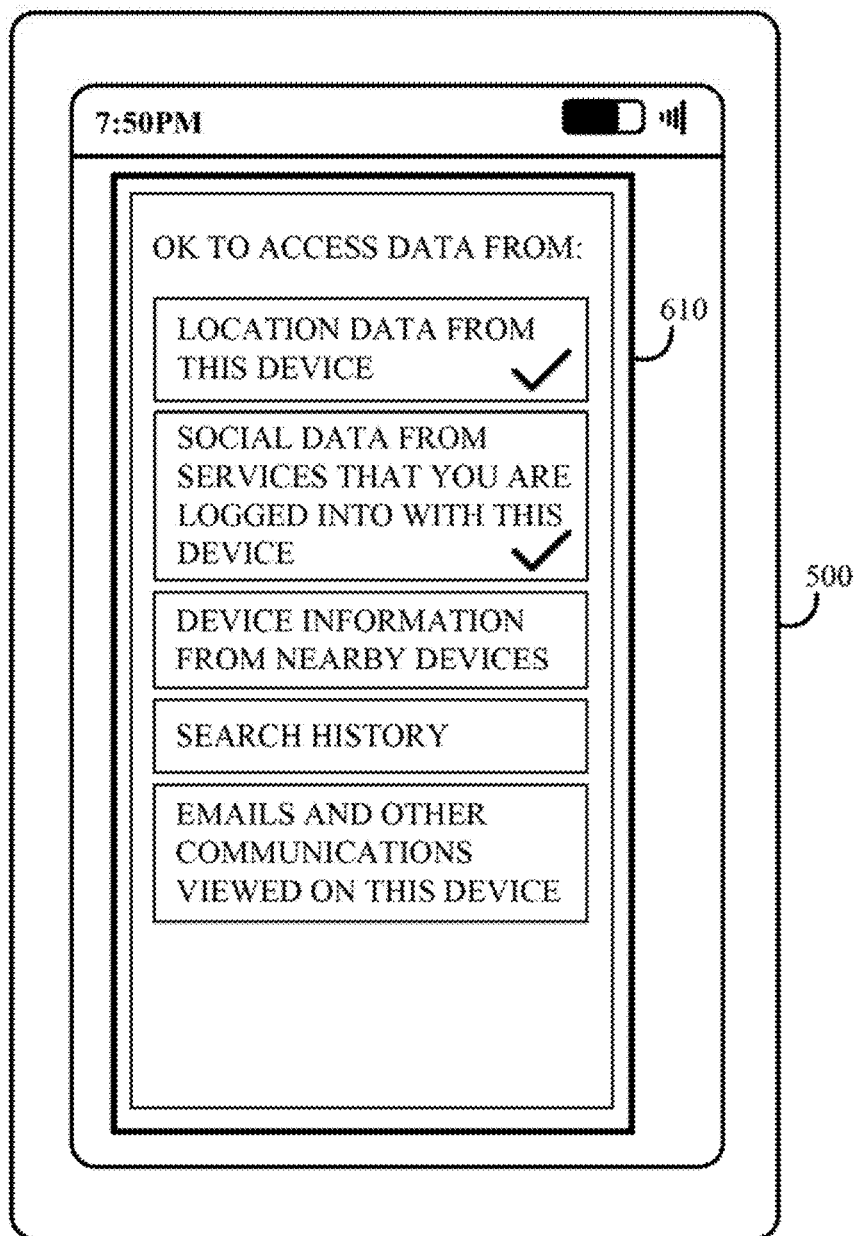 7:50PM
OK TO ACCESS DATA FROM:
LOCATION DATA FROM
THIS DEVICE
SOCIAL DATA FROM
SERVICES THAT YOU ARE
LOGGED INTO WITH THIS
DEVICE
DEVICE INFORMATION
FROM NEARBY DEVICES
SEARCH HISTORY
EMAILS AND OTHER
COMMUNICATIONS
VIEWED ON THIS DEVICE
610
500